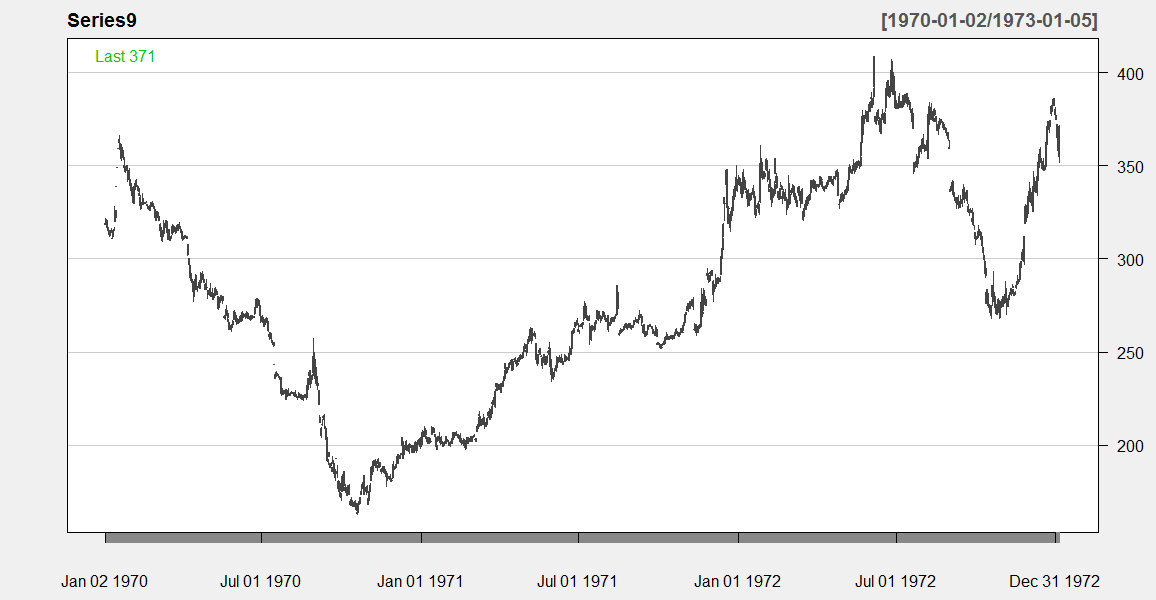 Series9 [1970-01-02/1973-01-05]
Last 371
400
350
300
250
200
Jan 02 1970 Jul 01 1970 Jan 01 1971 Jul 01 1971 Jan 01 1972 Jul 01 1972 Dec 31 1972